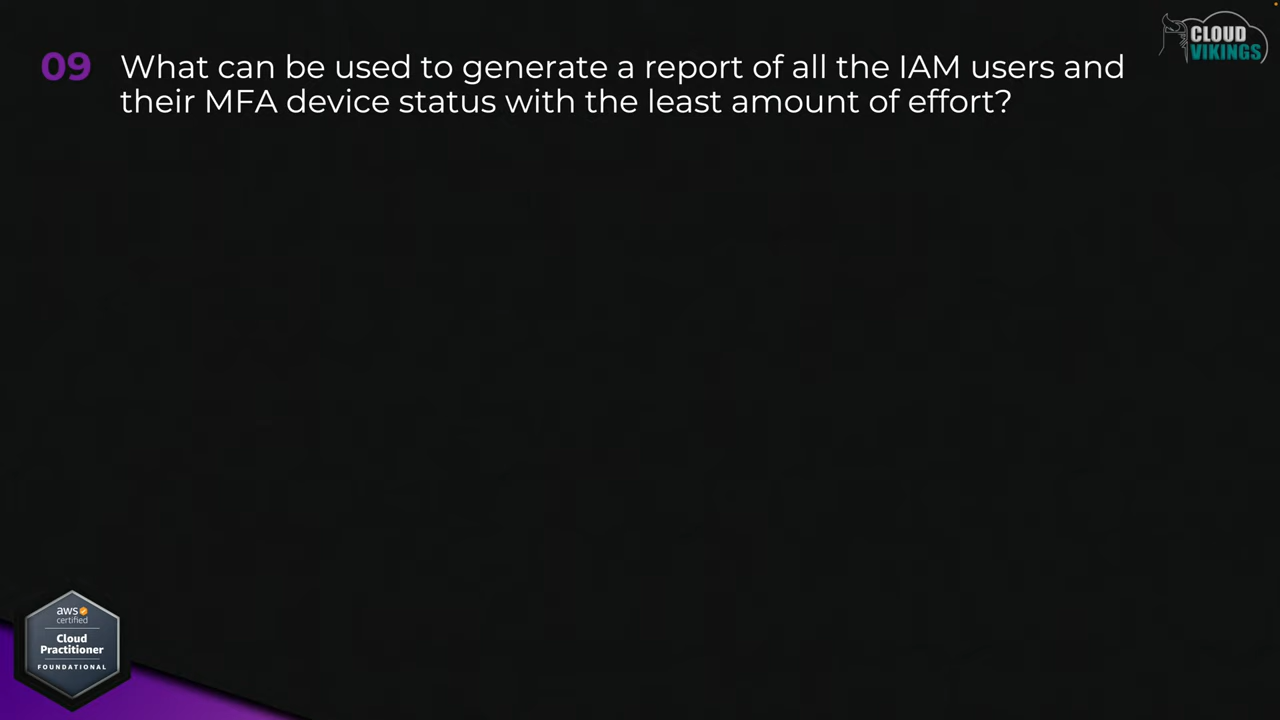 09 What can be used to generate a report of all the IAM users and
their MFA device status with the least amount of effort?
CLOUD
VIKINGS
aws
certified
Cloud
Practitioner
FOUNDATIONAL